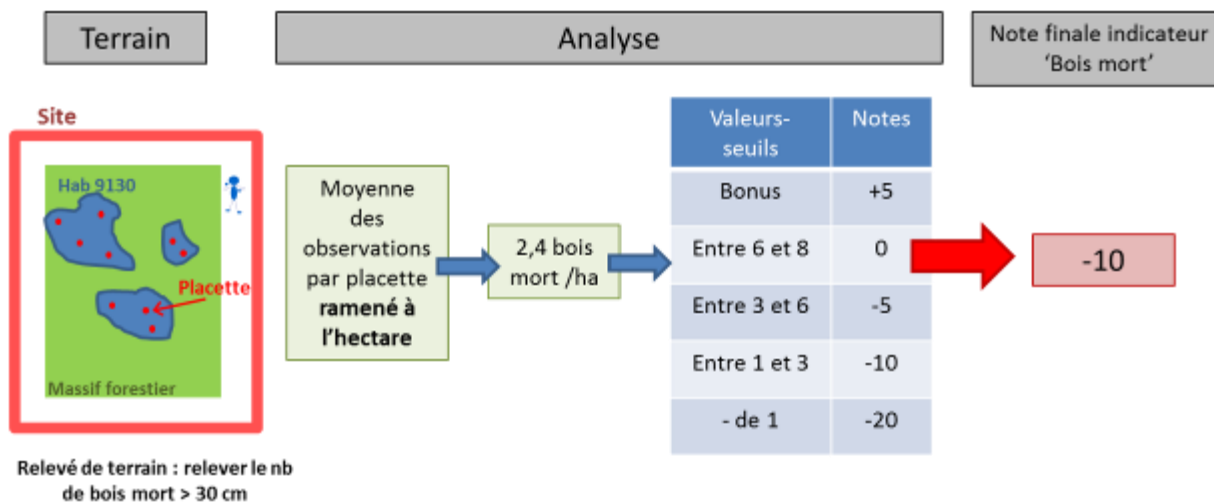 Terrain
Analyse
Note finale indicateur
‘Bois mort’
Site
Hab 9130
Placette
Massif forestier
Relevé de terrain : relever le nb
de bois mort > 30 cm
Moyenne
des
observations
par placette
ramené à
l’hectare
2,4 bois
mort /ha
Valeurs-
seuils
Notes
Bonus
+5
Entre 6 et 8
0
Entre 3 et 6
-5
Entre 1 et 3
-10
- de 1
-20
-10